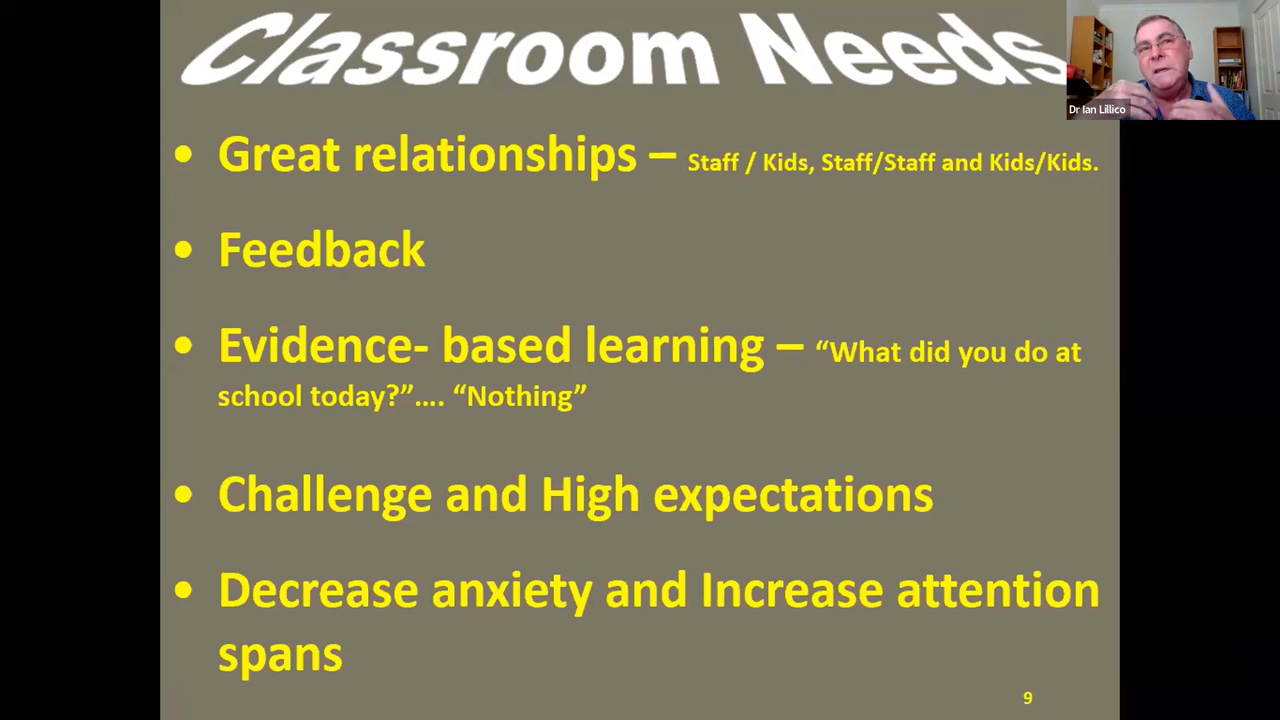 Classroom Needs
Dr Ian Lillico
• Great relationships – Staff / Kids, Staff/Staff and Kids/Kids.
• Feedback
• Evidence- based learning – “What did you do at
school today?”…. “Nothing”
• Challenge and High expectations
• Decrease anxiety and Increase attention
spans
9